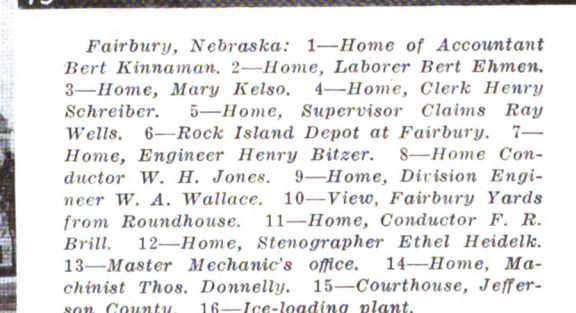 Fairbury, Nebraska: 1—Home of Accountant
Bert Kinnaman. 2—Home, Laborer Bert Ehmen.
3—Home, Mary Kelso. 4—Home, Clerk Henry
Schreiber. 5—Home, Supervisor Claims Ray
Wells. 6—Rock Island Depot at Fairbury. 7—
Home, Engineer Henry Bitzer. 8—Home Con-
ductor W. H. Jones. 9—Home, Division Engi-
neer W. A. Wallace. 10—View, Fairbury Yards
from Roundhouse. 11—Home, Conductor F. R.
Brill. 12—Home, Stenographer Ethel Heidelk.
13—Master Mechanic's office. 14—Home, Ma-
chinist Thos. Donnelly. 15—Courthouse, Jeffer-
son County. 16—Ice-loading plant.